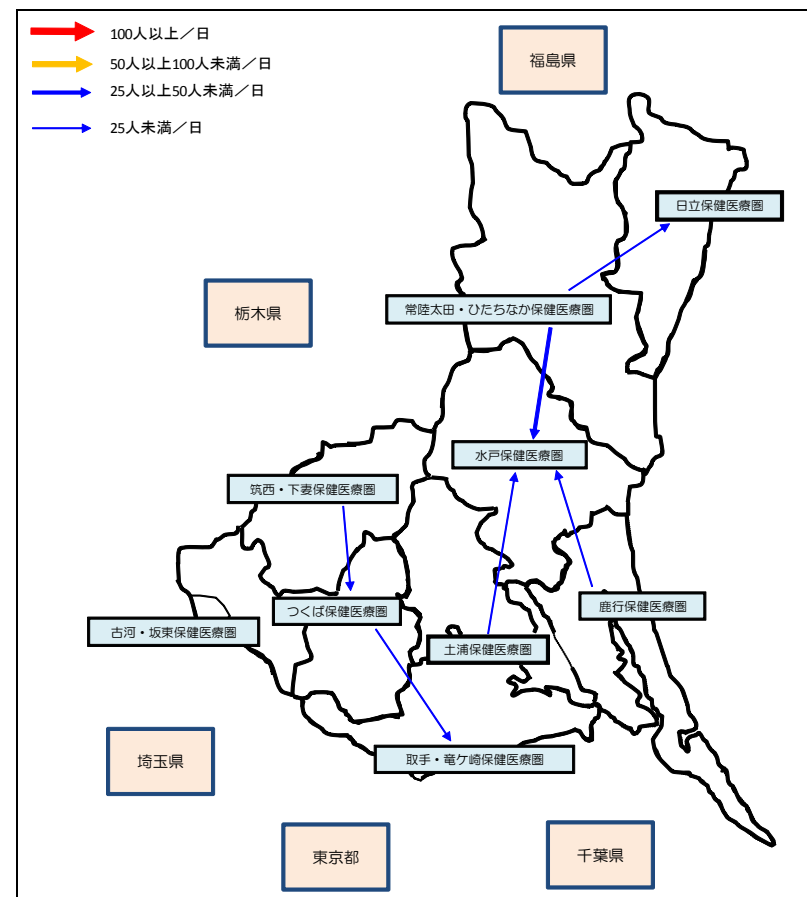 100人以上／日
50人以上100人未満／日
25人以上50人未満／日
25人未満／日
福島県
日立保健医療圏
栃木県
常陸太田・ひたちなか保健医療圏
水戸保健医療圏
筑西・下妻保健医療圏
つくば保健医療圏
鹿行保健医療圏
古河・坂東保健医療圏
土浦保健医療圏
埼玉県
取手・竜ケ崎保健医療圏
東京都
千葉県